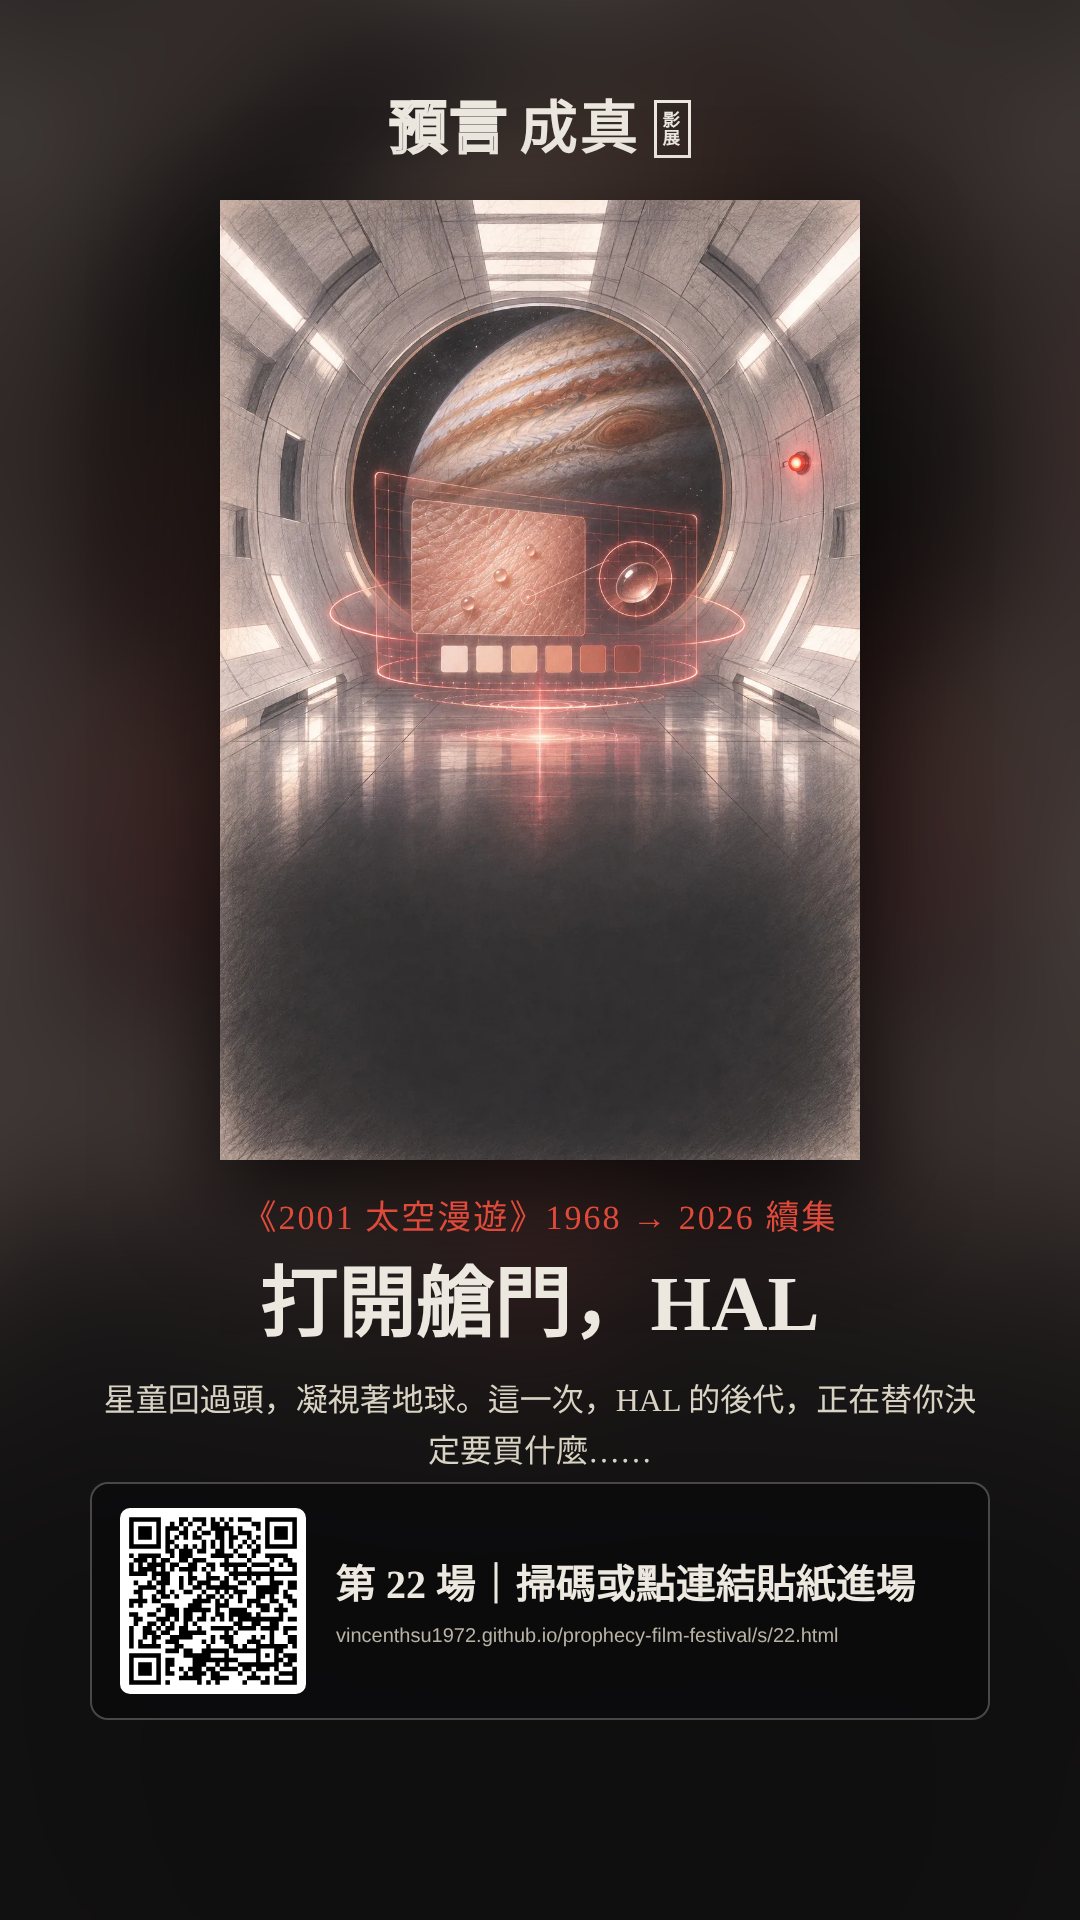 預言成真 影展
《2001 太空漫遊》1968 → 2026 續集
打開艙門，HAL
星童回過頭，凝視著地球。這一次，HAL 的後代，正在替你決
定要買什麼……
第 22 場｜掃碼或點連結貼紙進場
vincenthsu1972.github.io/prophecy-film-festival/s/22.html